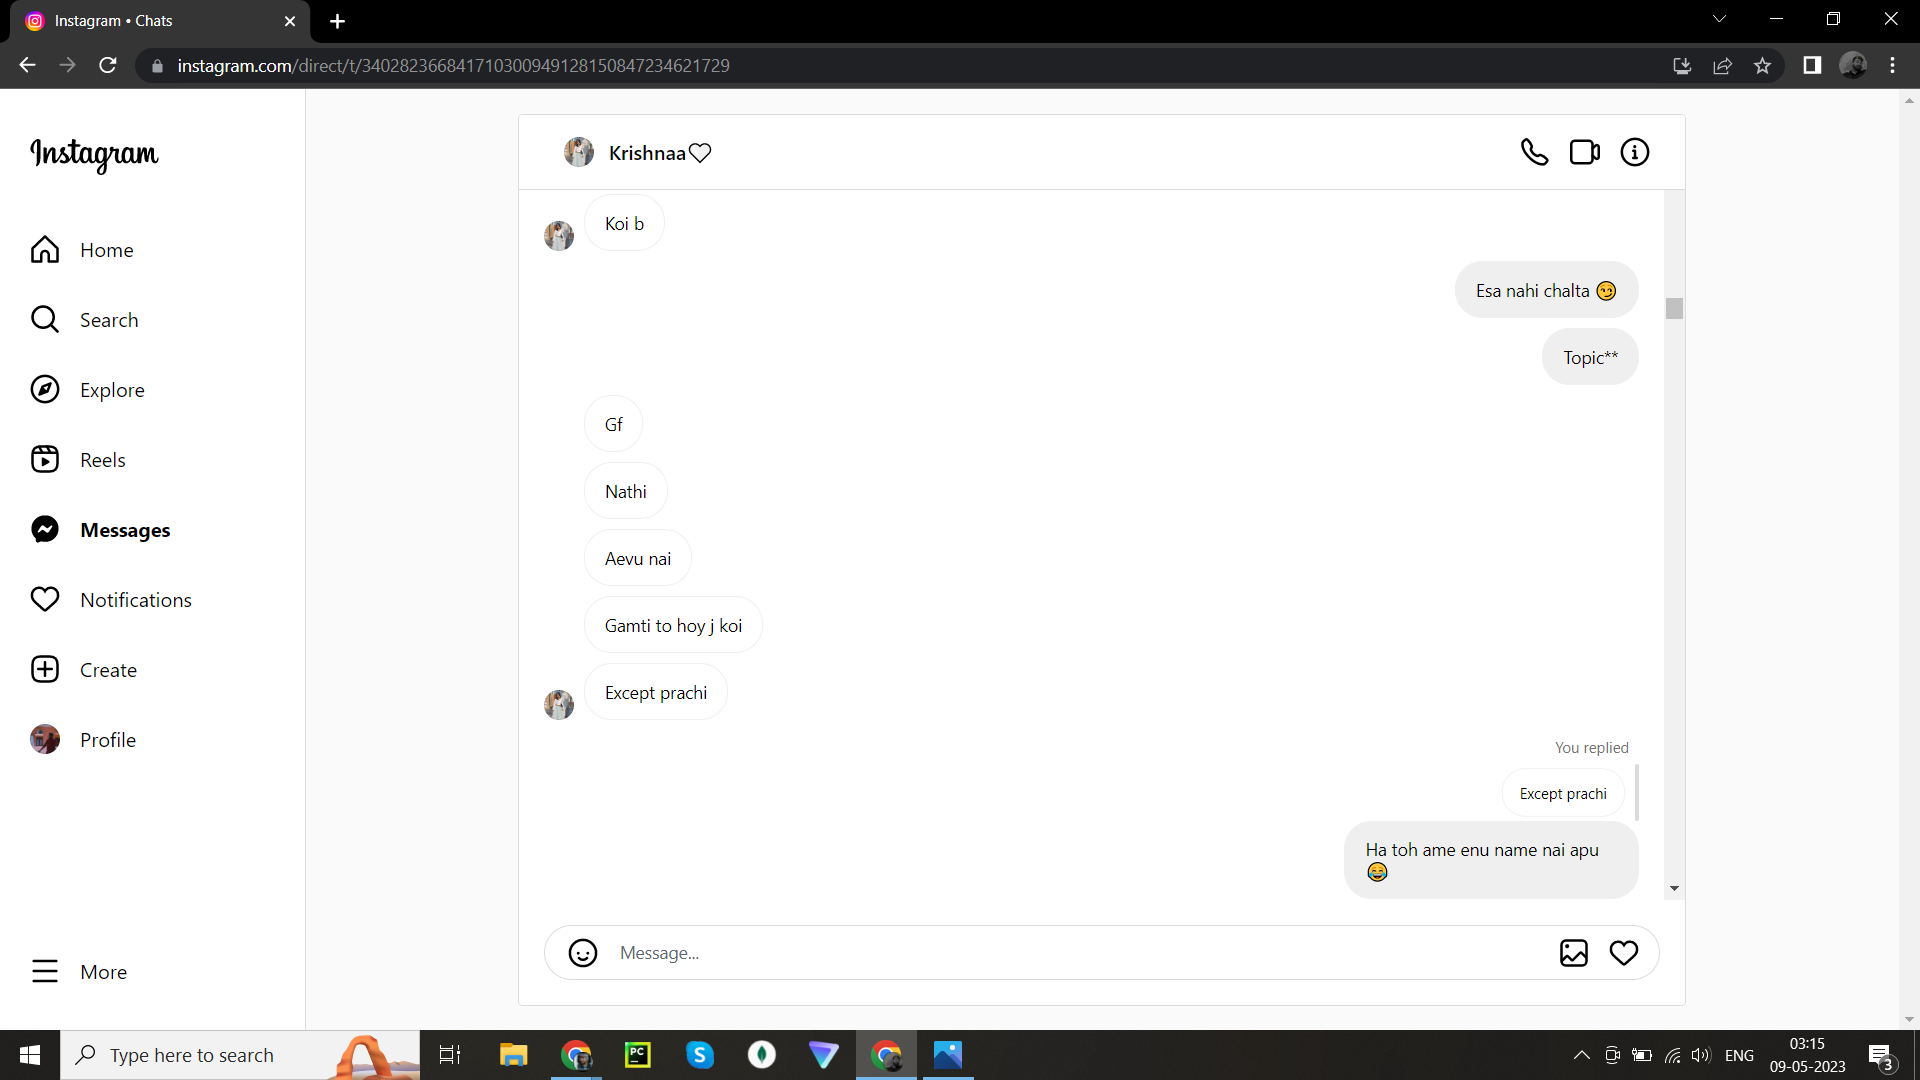 Instagram • Chats
instagram.com/direct/t/340282366841710300949128150847234621729
Instagram
Home
Search
Explore
Reels
Messages
Notifications
Create
Profile
More
Krishnaa♡
Koi b
Esa nahi chalta 😏
Topic**
Gf
Nathi
Aevu nai
Gamti to hoy j koi
Except prachi
You replied
Except prachi
Ha toh ame enu name nai apu
😂
Message...
Type here to search
PC
S
ENG
03:15
09-05-2023
3